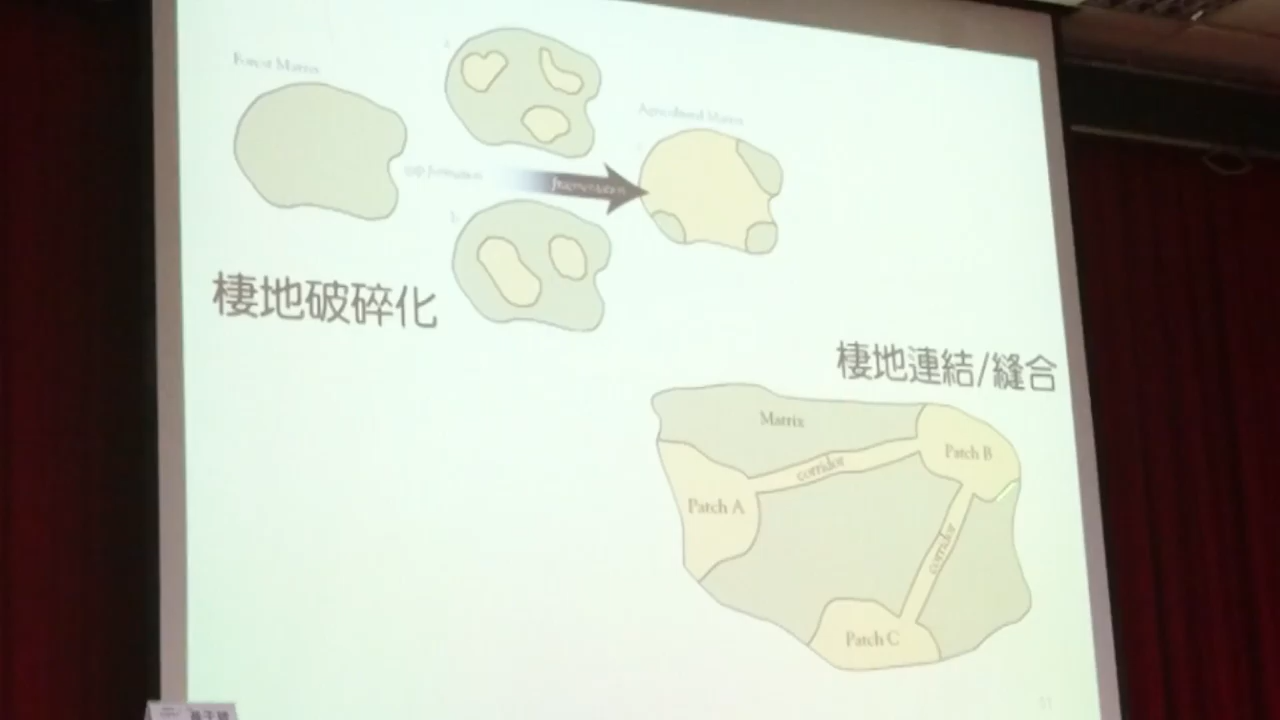 Forest Matrix
a
Agricultural Matrix
gap formation
fragmentation
b
棲地破碎化
棲地連結/縫合
Matrix
Patch B
corridor
Patch A
corridor
Patch C
51